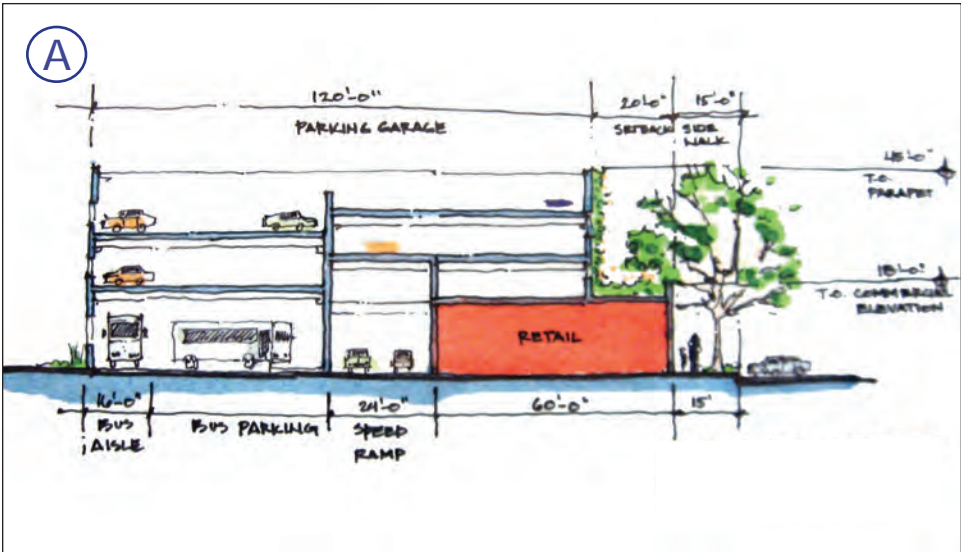 A
120'-0"
20'-0"
15'-0"
PARKING GARAGE
SETBACK
SIDE
WALK
45'-0"
T.O.
PARAPET
18'-0"
T.O. COMMERCIAL
ELEVATION
RETAIL
16'-0"
BUS
AISLE
BUS PARKING
24'-0"
SPEED
RAMP
60'-0"
15'